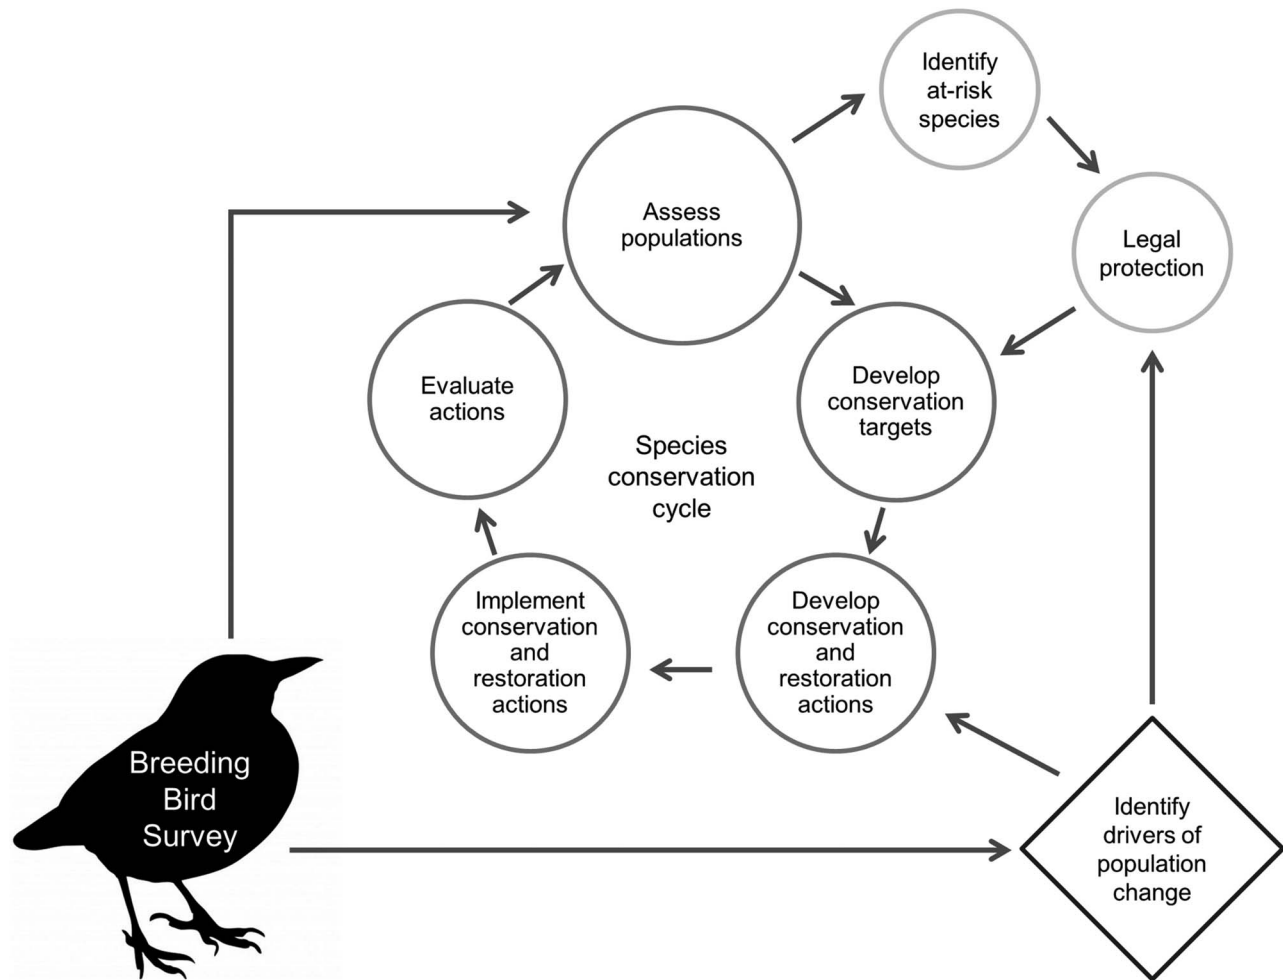 Identify
at-risk
species
Assess
populations
Legal
protection
Evaluate
actions
Develop
conservation
targets
Species
conservation
cycle
Implement
conservation
and
restoration
actions
Develop
conservation
and
restoration
actions
Breeding
Bird
Survey
Identify
drivers of
population
change